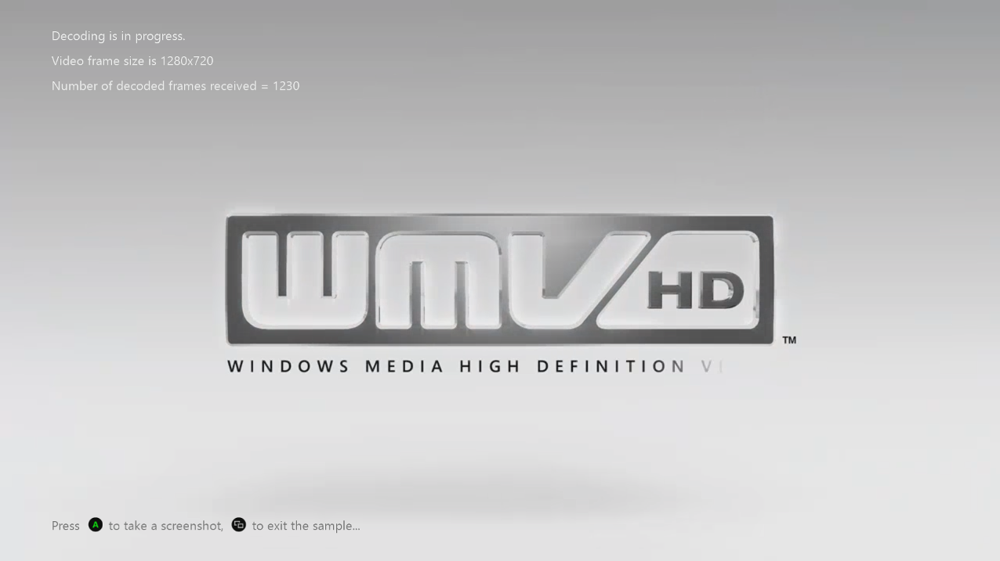 Decoding is in progress.
Video frame size is 1280x720
Number of decoded frames received = 1230
WMV HD
TM
WINDOWS MEDIA HIGH DEFINITION V
Press A to take a screenshot, to exit the sample...